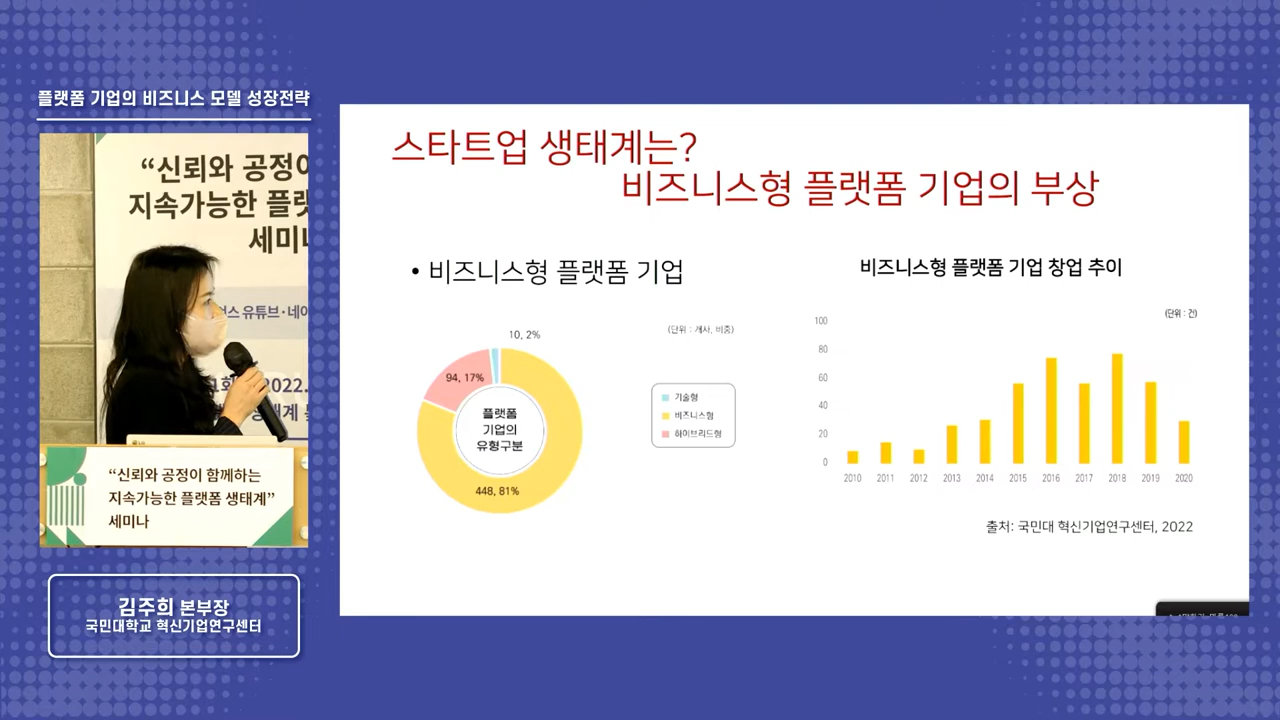 플랫폼 기업의 비즈니스 모델 성장전략
“신뢰와 공정이
지속가능한 플랫
세미나
스 유튜브·네이
2022.
“신뢰와 공정이 함께하는
지속가능한 플랫폼 생태계”
세미나
김주희 본부장
국민대학교 혁신기업연구센터
스타트업 생태계는?
비즈니스형 플랫폼 기업의 부상
• 비즈니스형 플랫폼 기업
(단위 : 개사, 비중)
10, 2%
94, 17%
448, 81%
플랫폼
기업의
유형구분
기술형
비즈니스형
하이브리드형
비즈니스형 플랫폼 기업 창업 추이
(단위 : 건)
100
80
60
40
20
0
2010 2011 2012 2013 2014 2015 2016 2017 2018 2019 2020
출처: 국민대 혁신기업연구센터, 2022